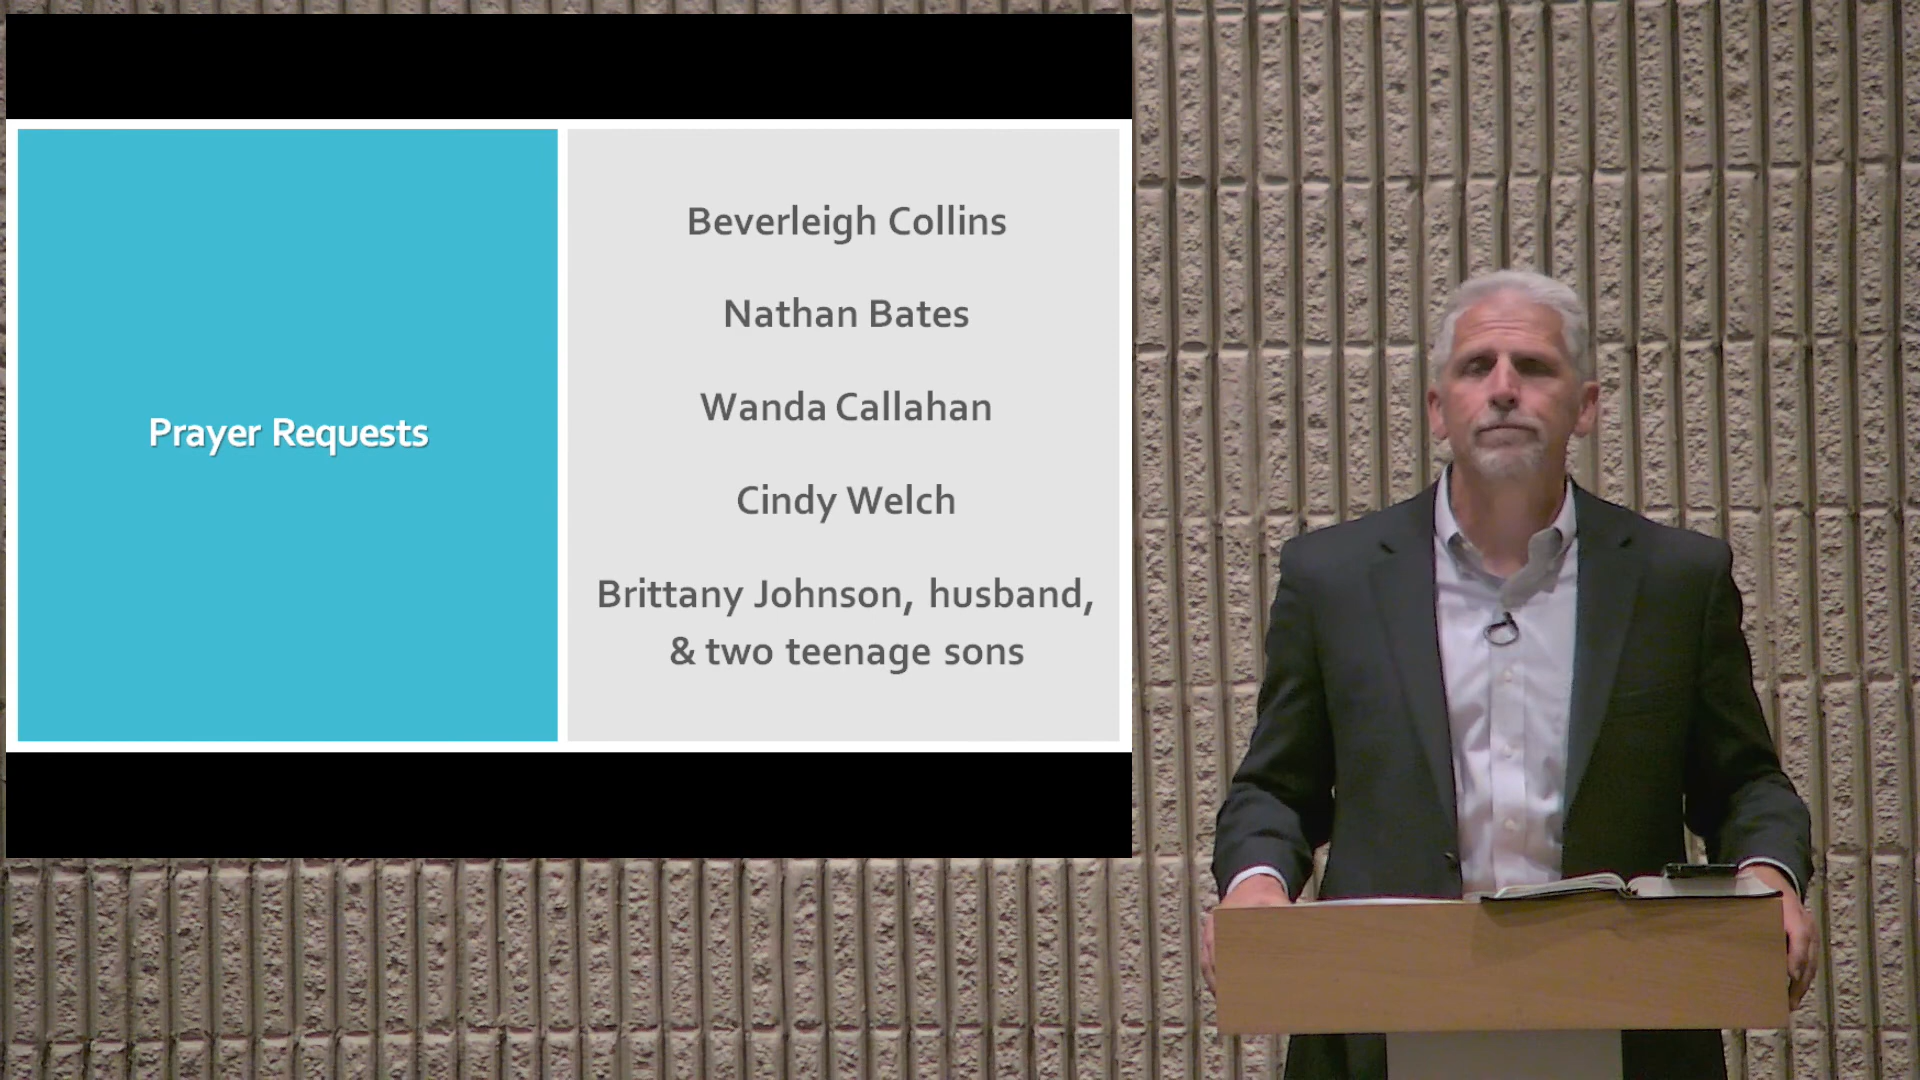 Prayer Requests
Beverleigh Collins
Nathan Bates
Wanda Callahan
Cindy Welch
Brittany Johnson, husband,
& two teenage sons